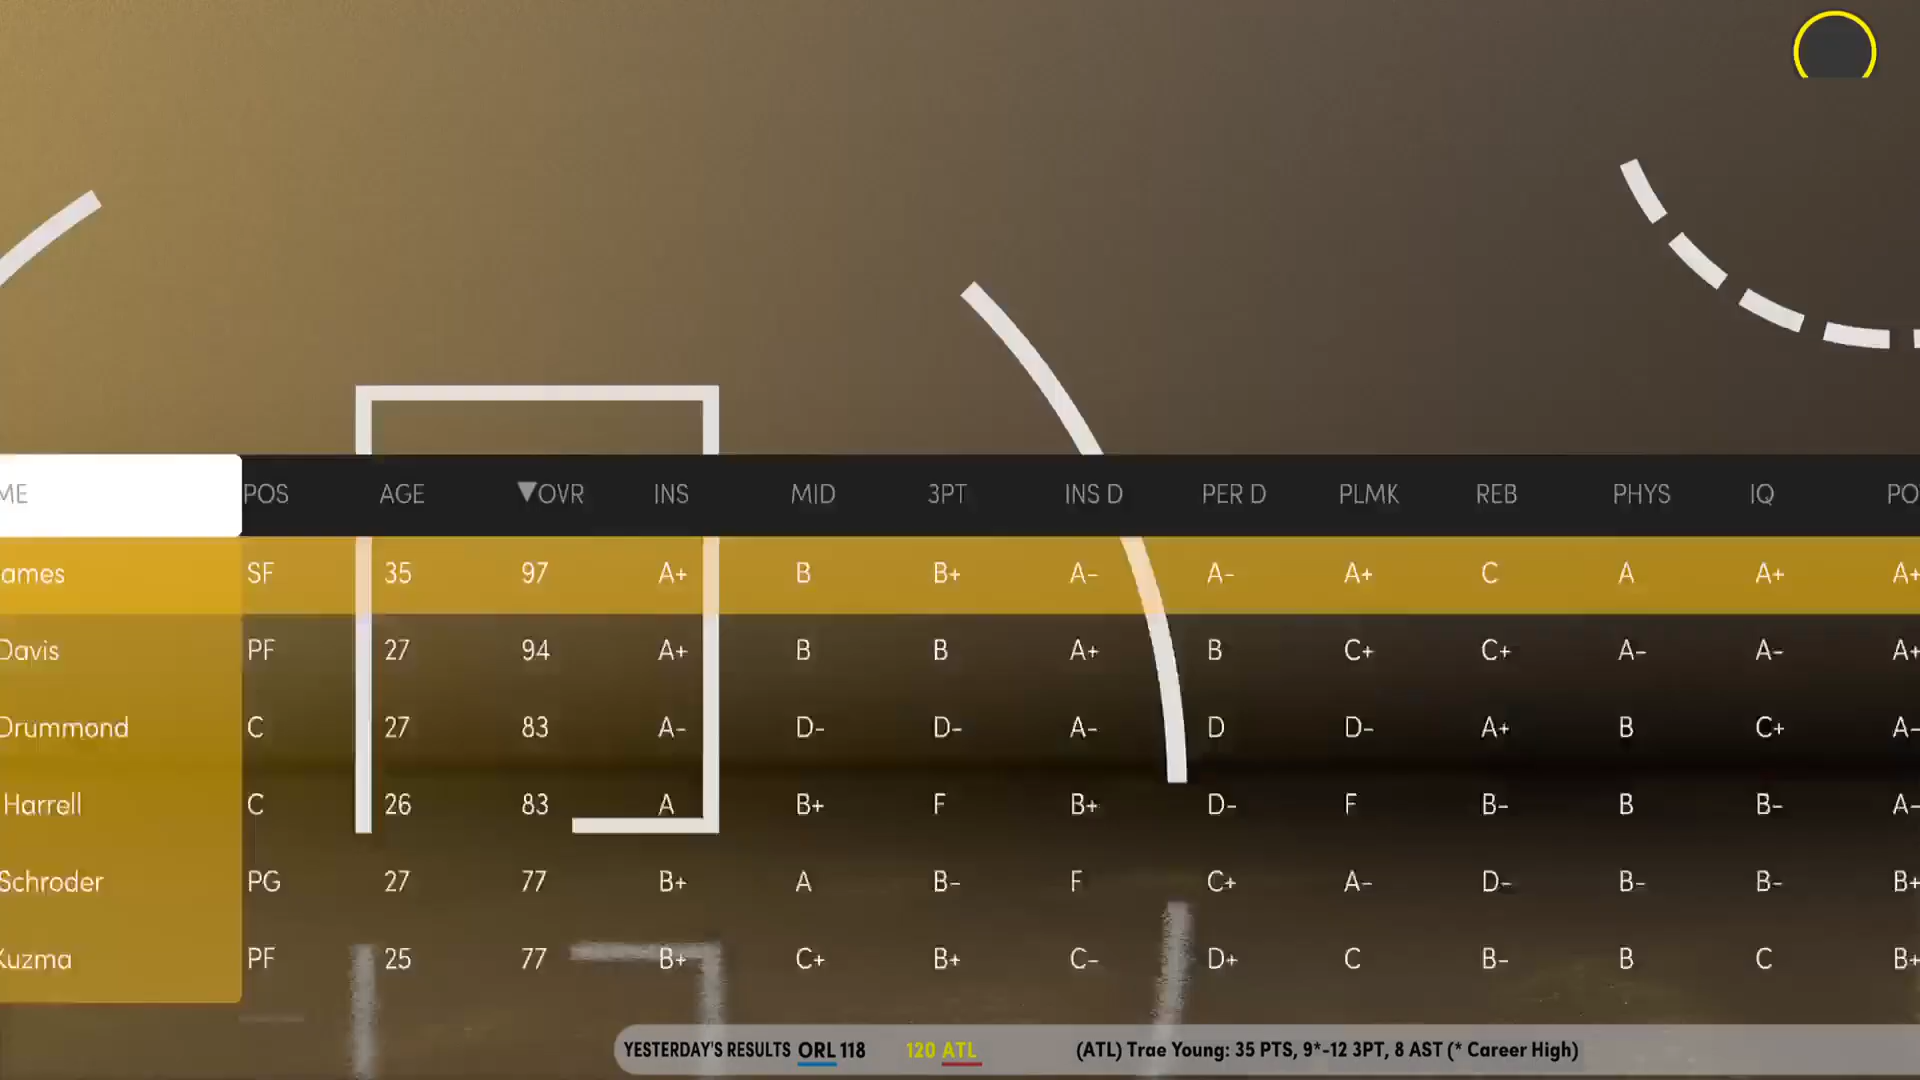 ME POS AGE ▼OVR INS MID 3PT INS D PER D PLMK REB PHYS IQ PO
ames SF 35 97 A+ B B+ A- A- A+ C A A+ A+
Davis PF 27 94 A+ B B A+ B C+ C+ A- A- A+
Drummond C 27 83 A- D- D- A- D D- A+ B C+ A-
Harrell C 26 83 A B+ F B+ D- F B- B B- A-
Schroder PG 27 77 B+ A B- F C+ A- D- B- B- B+
Kuzma PF 25 77 B+ C+ B+ C- D+ C B- B C B+
YESTERDAY'S RESULTS ORL 118 120 ATL (ATL) Trae Young: 35 PTS, 9*-12 3PT, 8 AST (* Career High)